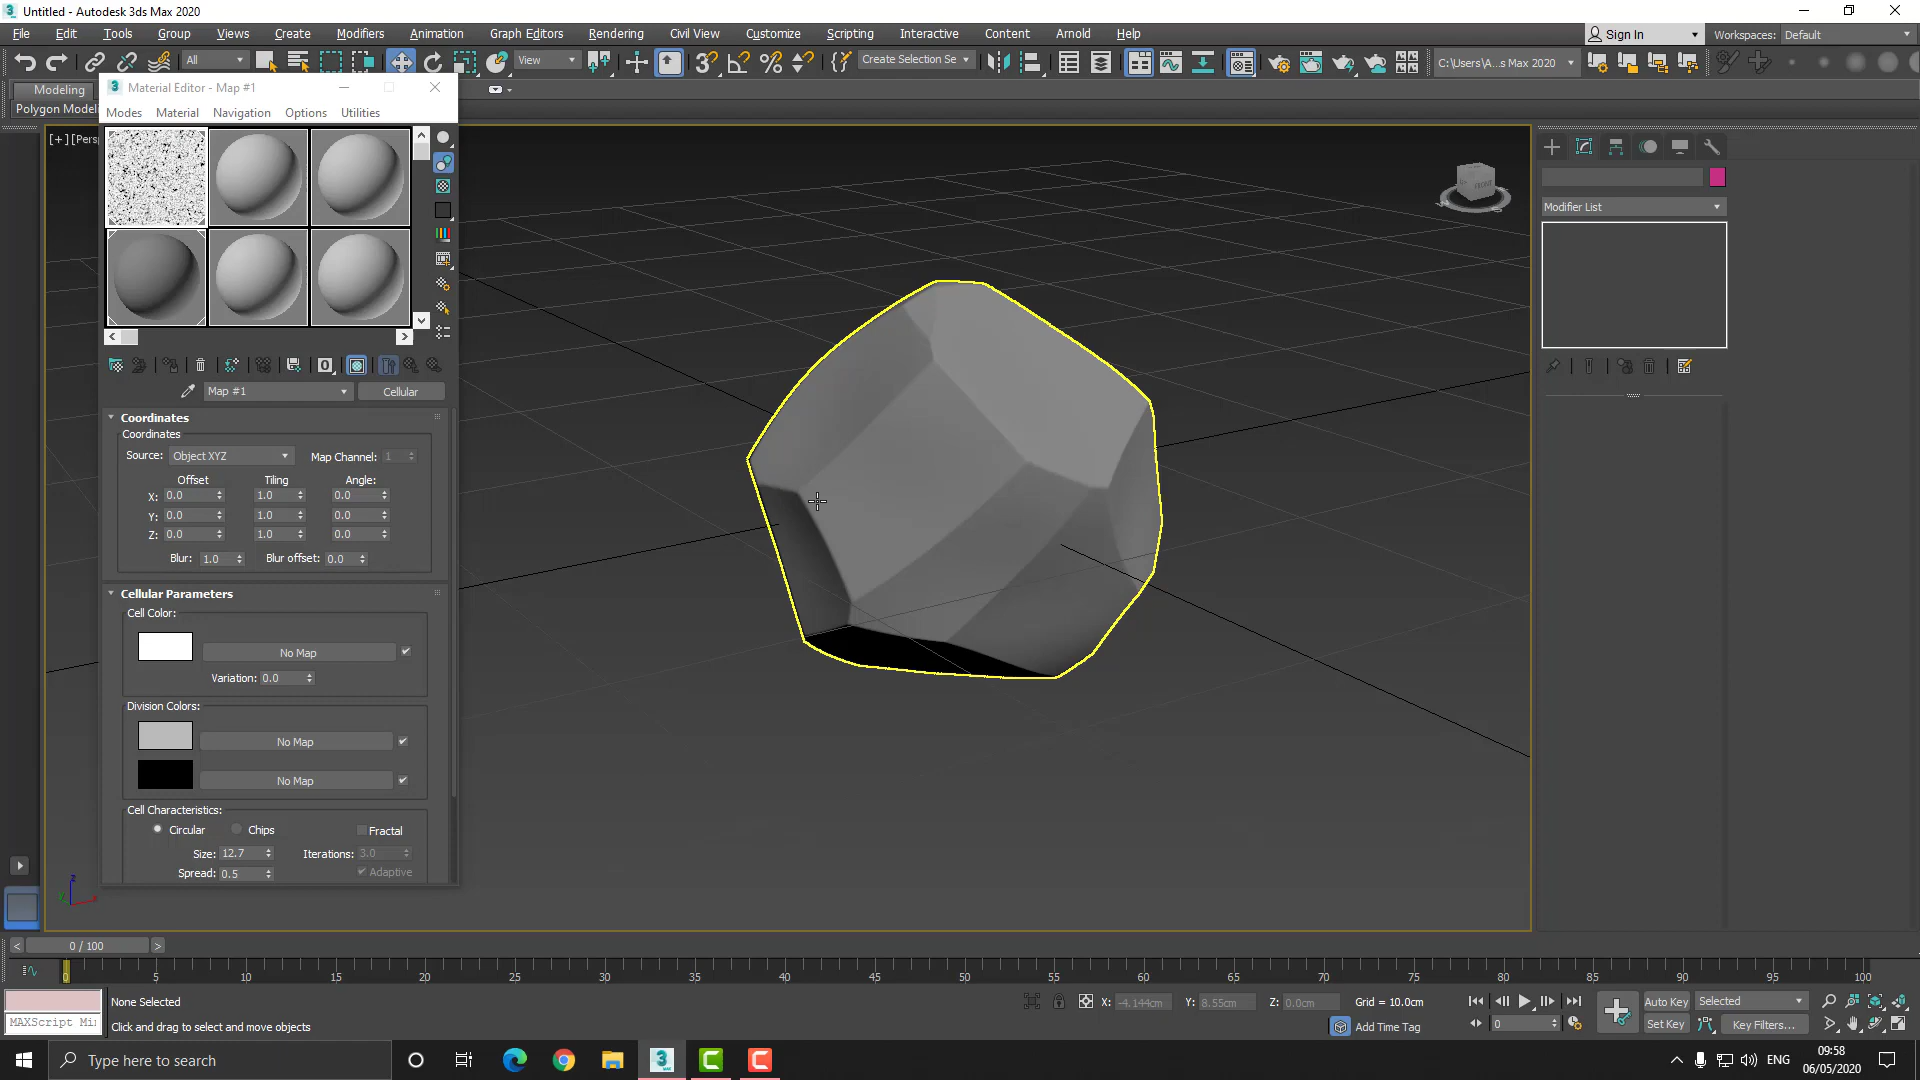 Untitled - Autodesk 3ds Max 2020
File Edit Tools Group Views Create Modifiers Animation Graph Editors Rendering Civil View Customize Scripting Interactive Content Arnold Help Sign In Workspaces: Default
All View Create Selection Se C:\Users\A...s Max 2020
Modeling
Polygon Model
Material Editor - Map #1
Modes Material Navigation Options Utilities
[+] [Pers
FRONT
Modifier List
Map #1 Cellular
Coordinates
Coordinates
Source: Object XYZ Map Channel: 1
Offset Tiling Angle:
X: 0.0 1.0 0.0
Y: 0.0 1.0 0.0
Z: 0.0 1.0 0.0
Blur: 1.0 Blur offset: 0.0
Cellular Parameters
Cell Color:
No Map
Variation: 0.0
Division Colors:
No Map
No Map
Cell Characteristics:
Circular Chips Fractal
Size: 12.7 Iterations: 3.0
Spread: 0.5 Adaptive
z
x
< 0 / 100 >
0 5 10 15 20 25 30 35 40 45 50 55 60 65 70 75 80 85 90 95 100
None Selected X: -4.144cm Y: 8.55cm Z: 0.0cm Grid = 10.0cm Auto Key Selected
MAXScript Mi Click and drag to select and move objects Add Time Tag 0 Set Key Key Filters...
Type here to search ENG 09:58
06/05/2020